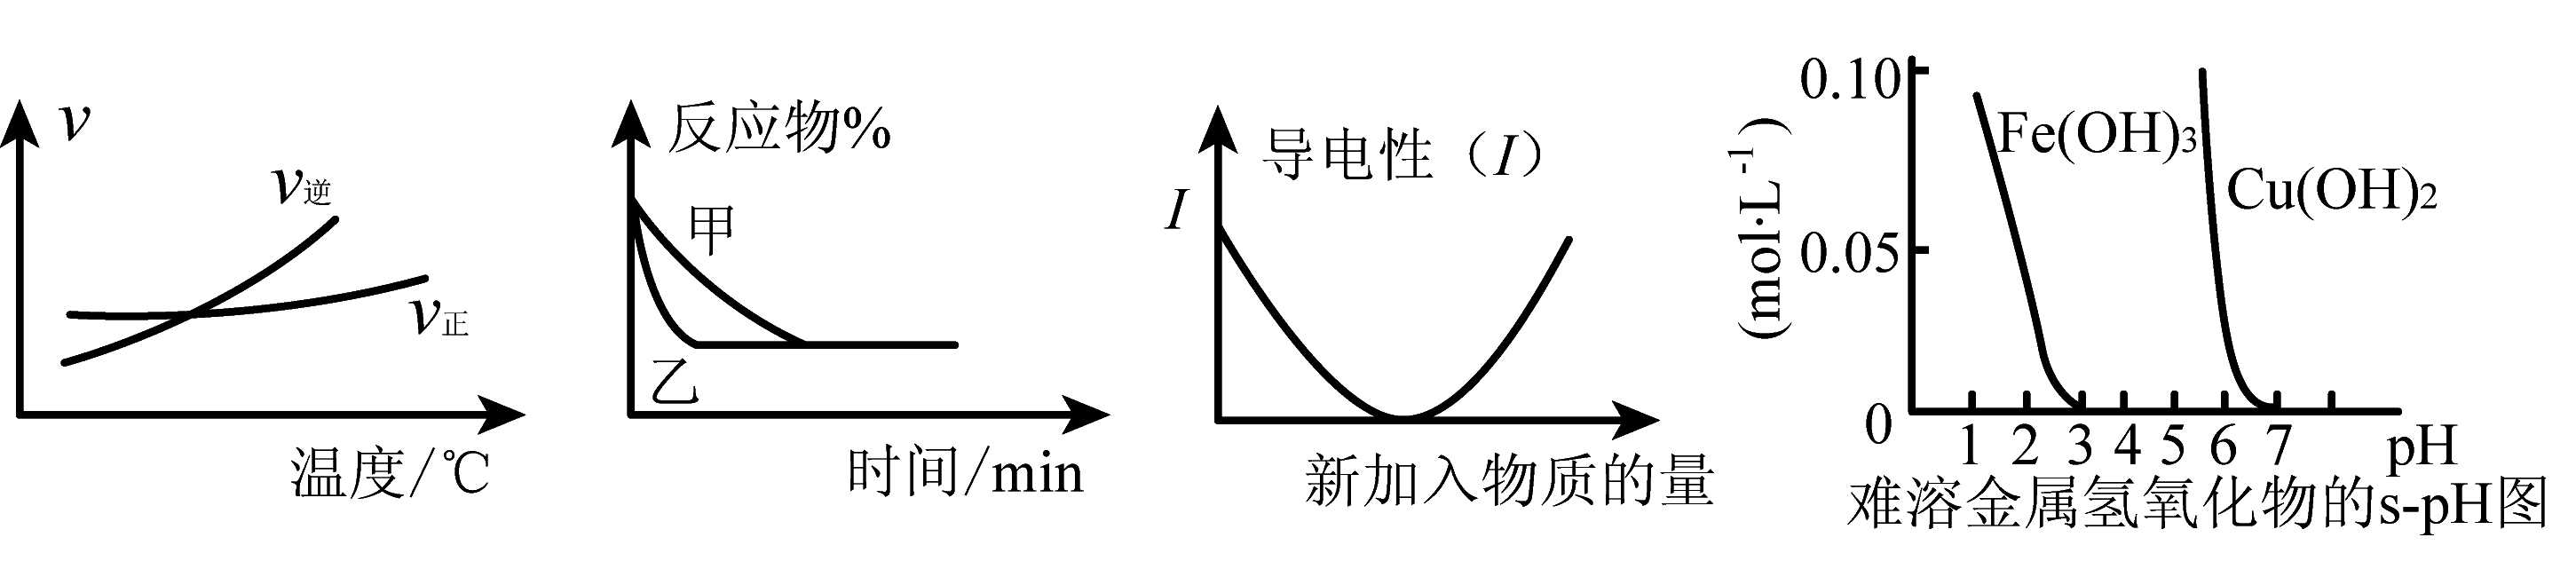 v
v逆
v正
温度/℃
反应物%
甲
乙
时间/min
导电性（I）
I
新加入物质的量
(mol·L⁻¹)
0.10
0.05
0
Fe(OH)₃
Cu(OH)₂
1 2 3 4 5 6 7 pH
难溶金属氢氧化物的s-pH图